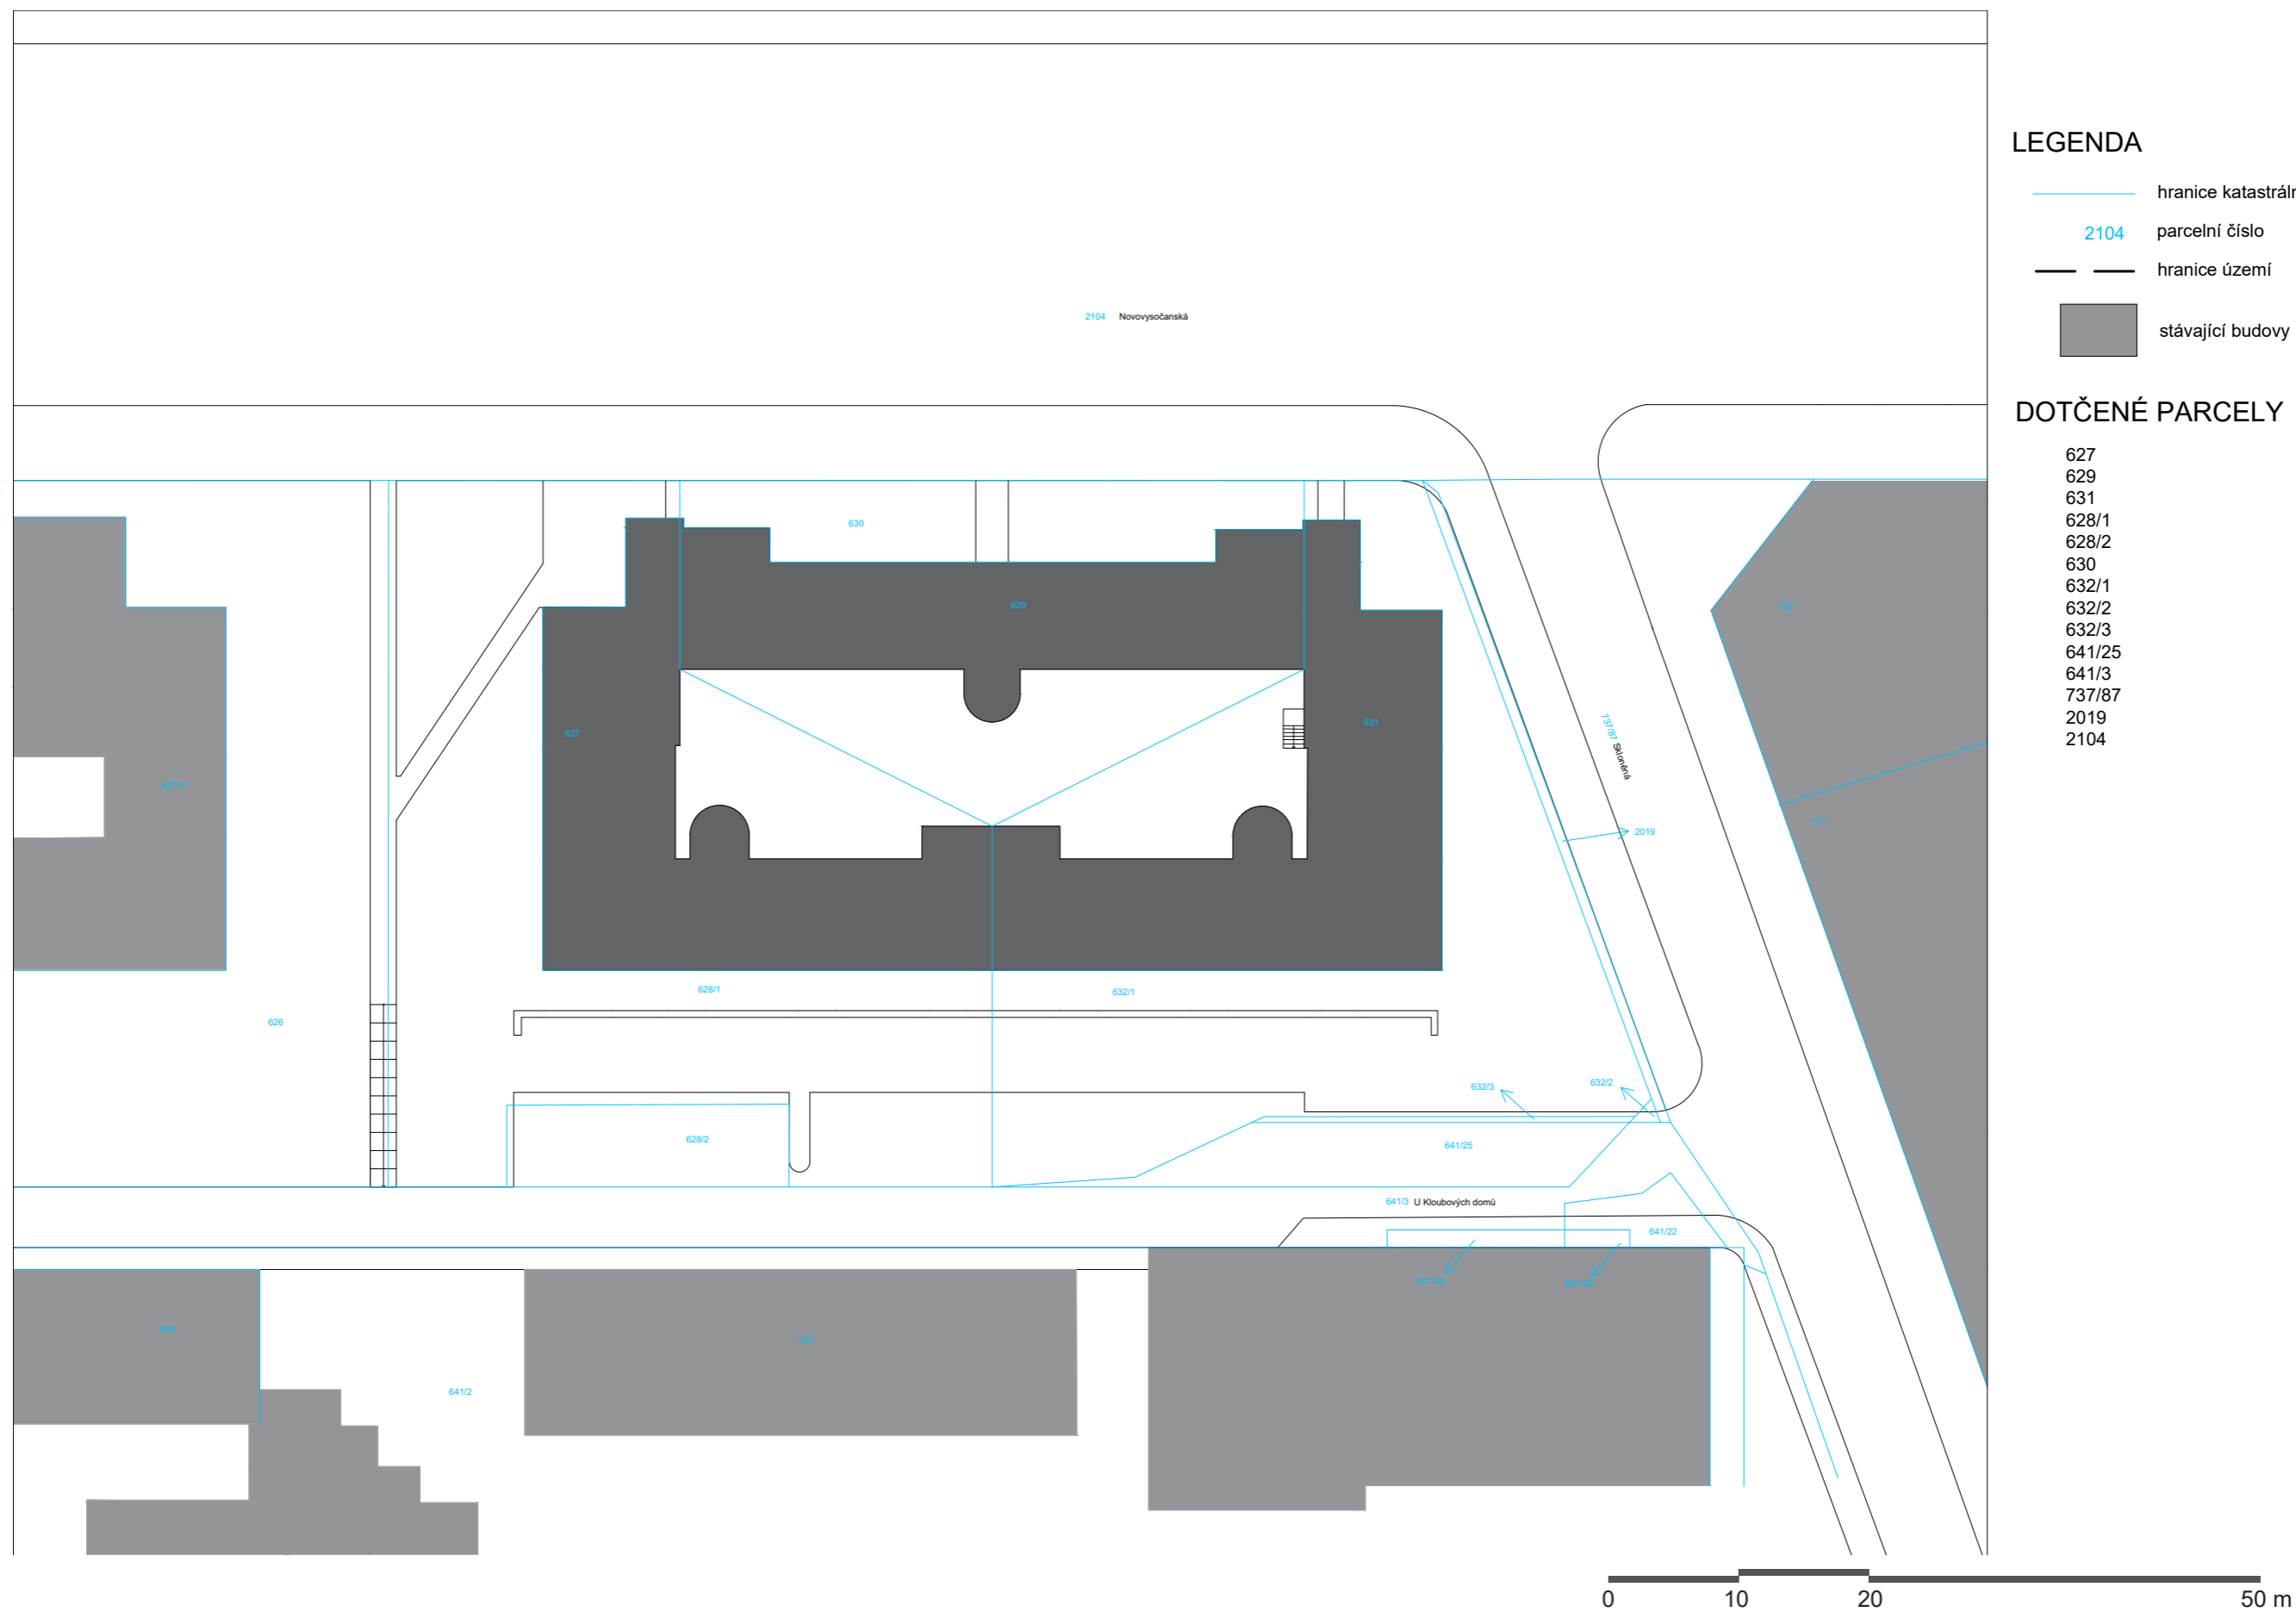 2104 Novovysočanská
630
629
627
631
737/87 Skloněná
621/2
2019
628/1
632/1
626
632/3
632/2
628/2
641/25
641/3 U Kloubových domů
641/22
641/2
LEGENDA
hranice katastráln
2104 parcelní číslo
hranice území
stávající budovy
DOTČENÉ PARCELY
627
629
631
628/1
628/2
630
632/1
632/2
632/3
641/25
641/3
737/87
2019
2104
0 10 20 50 m